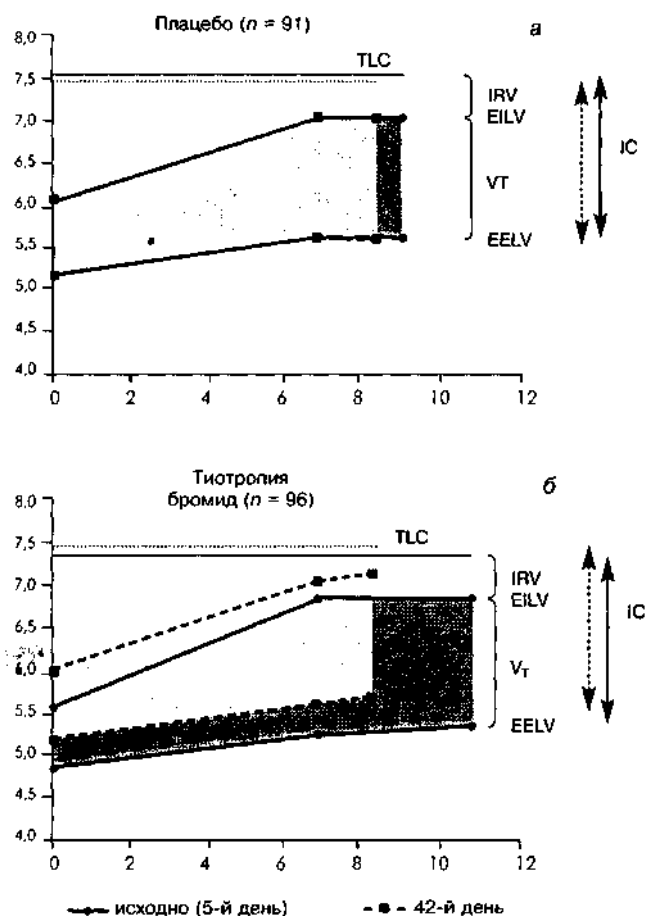 Плацебо (n = 91)
а
8,0
7,5
7,0
6,5
6,0
5,5
5,0
4,5
4,0
TLC
IRV
EILV
VT
EELV
IC
0 2 4 6 8 10 12
Тиотропия
бромид (n = 96)
б
8,0
7,5
7,0
6,5
6,0
5,5
5,0
4,5
4,0
TLC
IRV
EILV
VT
EELV
IC
0 2 4 6 8 10 12
исходно (5-й день) 42-й день